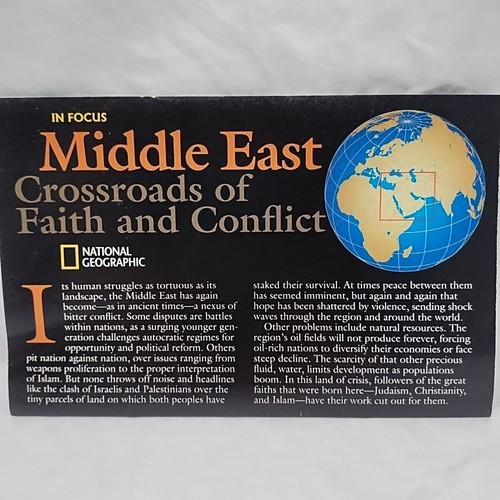 IN FOCUS
Middle East
Crossroads of
Faith and Conflict
NATIONAL
GEOGRAPHIC
Its human struggles as tortuous as its
landscape, the Middle East has again
become—as in ancient times—a nexus of
bitter conflict. Some disputes are battles
within nations, as a surging younger gen-
eration challenges autocratic regimes for
opportunity and political reform. Others
pit nation against nation, over issues ranging from
weapons proliferation to the proper interpretation
of Islam. But none throws off noise and headlines
like the clash of Israelis and Palestinians over the
tiny parcels of land on which both peoples have
staked their survival. At times peace between them
has seemed imminent, but again and again that
hope has been shattered by violence, sending shock
waves through the region and around the world.
Other problems include natural resources. The
region's oil fields will not produce forever, forcing
oil-rich nations to diversify their economies or face
steep decline. The scarcity of that other precious
fluid, water, limits development as populations
boom. In this land of crisis, followers of the great
faiths that were born here—Judaism, Christianity,
and Islam—have their work cut out for them.